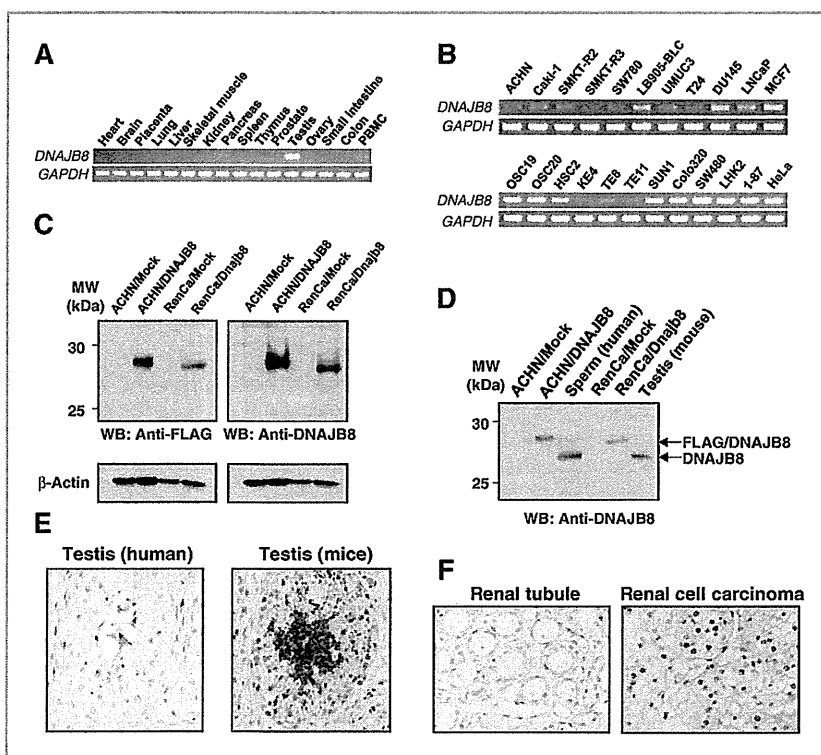 A
Heart
Brain
Placenta
Lung
Liver
Skeletal muscle
Kidney
Pancreas
Spleen
Thymus
Prostate
Testis
Ovary
Small intestine
Colon
PBMC
DNAJB8
GAPDH
B
ACHN
Caki-1
SMKT-R2
SMKT-R3
SW780
LB905-BLC
UMUC3
T24
DU145
LNCaP
MCF7
DNAJB8
GAPDH
OSC19
OSC20
HSC2
KE4
TE8
TE11
SUN1
Colo320
SW480
LHK2
1-87
HeLa
DNAJB8
GAPDH
C
ACHN/Mock
ACHN/DNAJB8
RenCa/Mock
RenCa/Dnajb8
ACHN/Mock
ACHN/DNAJB8
RenCa/Mock
RenCa/Dnajb8
MW
(kDa)
30
25
WB: Anti-FLAG
WB: Anti-DNAJB8
β-Actin
D
ACHN/Mock
ACHN/DNAJB8
Sperm (human)
RenCa/Mock
RenCa/Dnajb8
Testis (mouse)
MW
(kDa)
30
25
FLAG/DNAJB8
DNAJB8
WB: Anti-DNAJB8
E
Testis (human)
Testis (mice)
F
Renal tubule
Renal cell carcinoma